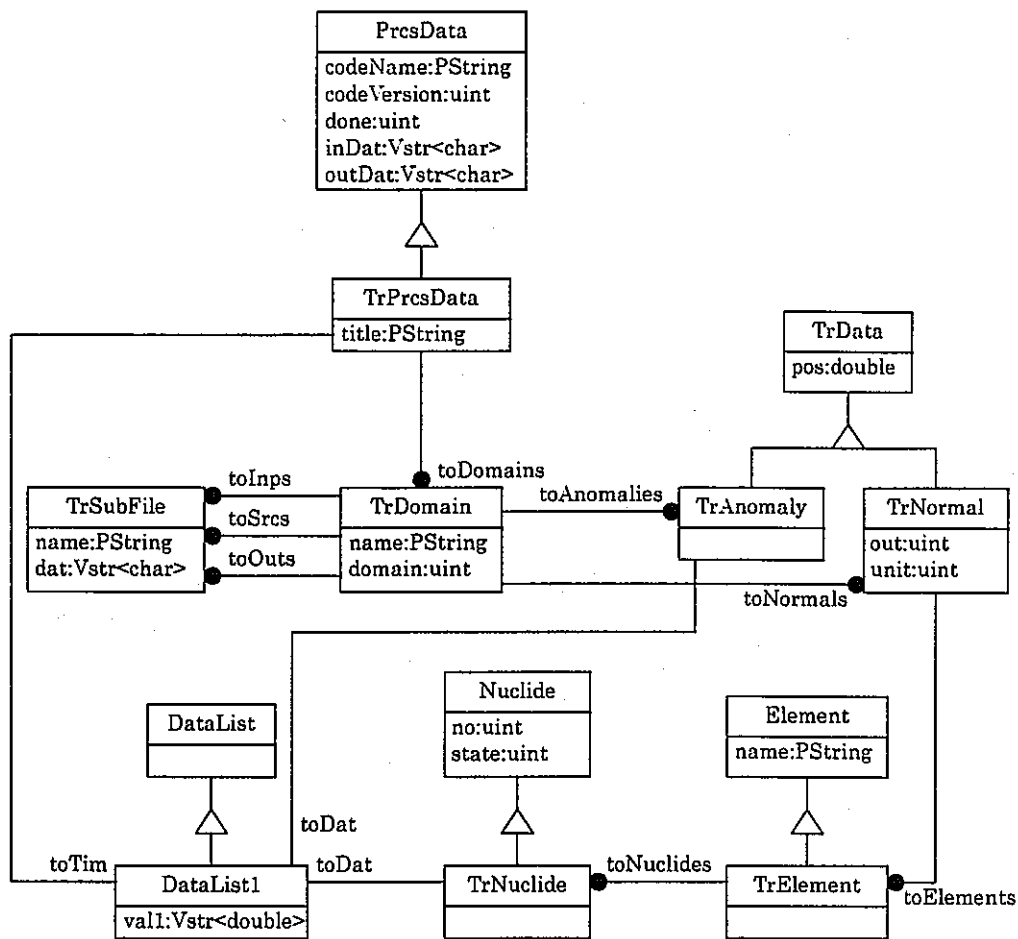 PrcsData
codeName:PString
codeVersion:uint
done:uint
inDat:Vstr<char>
outDat:Vstr<char>
TrPrcsData
title:PString
TrData
pos:double
toDomains
toInps
toSrcs
toOuts
TrSubFile
name:PString
dat:Vstr<char>
TrDomain
name:PString
domain:uint
toAnomalies
TrAnomaly
TrNormal
out:uint
unit:uint
toNormals
DataList
Nuclide
no:uint
state:uint
Element
name:PString
toDat
toTim
toDat
DataList1
val1:Vstr<double>
TrNuclide
toNuclides
TrElement
toElements